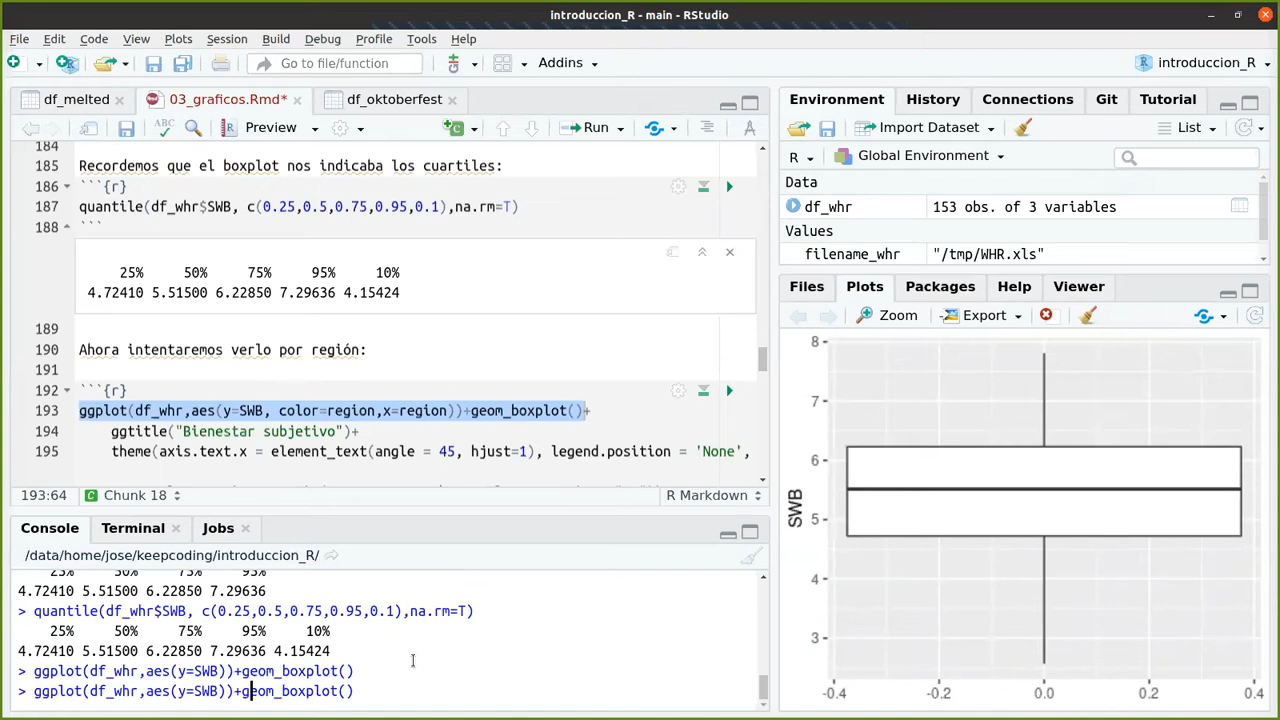 introduccion_R - main - RStudio
File Edit Code View Plots Session Build Debug Profile Tools Help
Go to file/function Addins introduccion_R
df_melted 03_graficos.Rmd* df_oktoberfest
ABC Preview Run
184
185 Recordemos que el boxplot nos indicaba los cuartiles:
186 ```{r}
187 quantile(df_whr$SWB, c(0.25,0.5,0.75,0.95,0.1),na.rm=T)
188 ```
25% 50% 75% 95% 10%
4.72410 5.51500 6.22850 7.29636 4.15424
189
190 Ahora intentaremos verlo por región:
191
192 ```{r}
193 ggplot(df_whr,aes(y=SWB, color=region,x=region))+geom_boxplot()+
194 ggtitle("Bienestar subjetivo")+
195 theme(axis.text.x = element_text(angle = 45, hjust=1), legend.position = 'None',
193:64 Chunk 18 R Markdown
Console Terminal Jobs
/data/home/jose/keepcoding/introduccion_R/
25% 50% 75% 95%
4.72410 5.51500 6.22850 7.29636
> quantile(df_whr$SWB, c(0.25,0.5,0.75,0.95,0.1),na.rm=T)
25% 50% 75% 95% 10%
4.72410 5.51500 6.22850 7.29636 4.15424
> ggplot(df_whr,aes(y=SWB))+geom_boxplot()
> ggplot(df_whr,aes(y=SWB))+geom_boxplot()
Environment History Connections Git Tutorial
Import Dataset List
R Global Environment
Data
df_whr 153 obs. of 3 variables
Values
filename_whr "/tmp/WHR.xls"
Files Plots Packages Help Viewer
Zoom Export
8
7
6
5
4
3
SWB
-0.4 -0.2 0.0 0.2 0.4